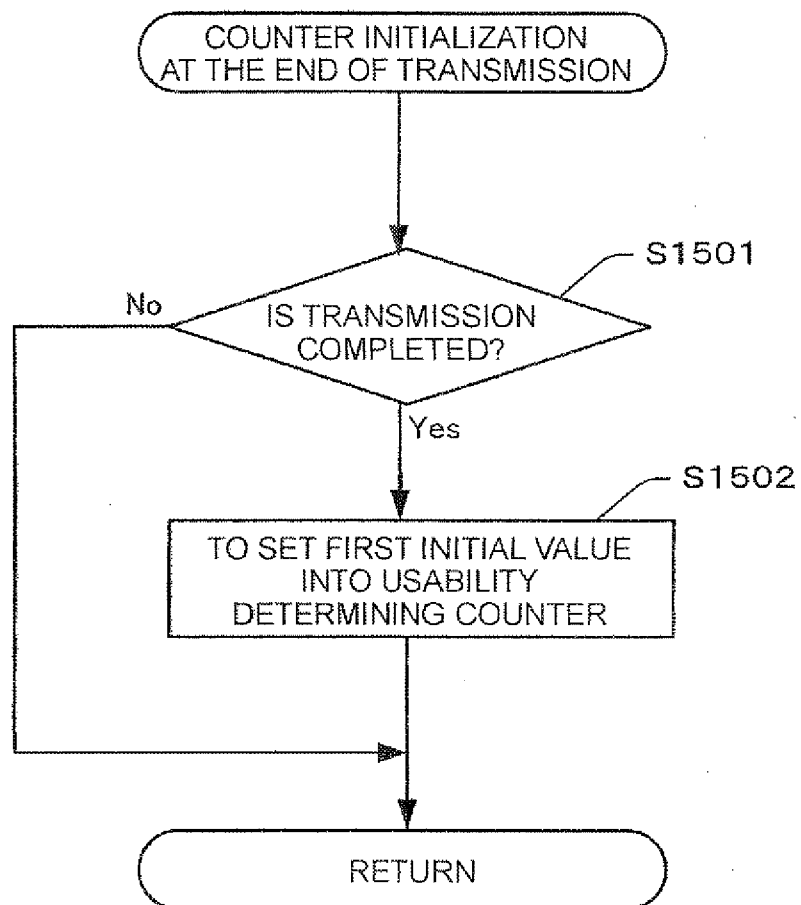 COUNTER INITIALIZATION
AT THE END OF TRANSMISSION
S1501
No
IS TRANSMISSION
COMPLETED?
Yes
S1502
TO SET FIRST INITIAL VALUE
INTO USABILITY
DETERMINING COUNTER
RETURN